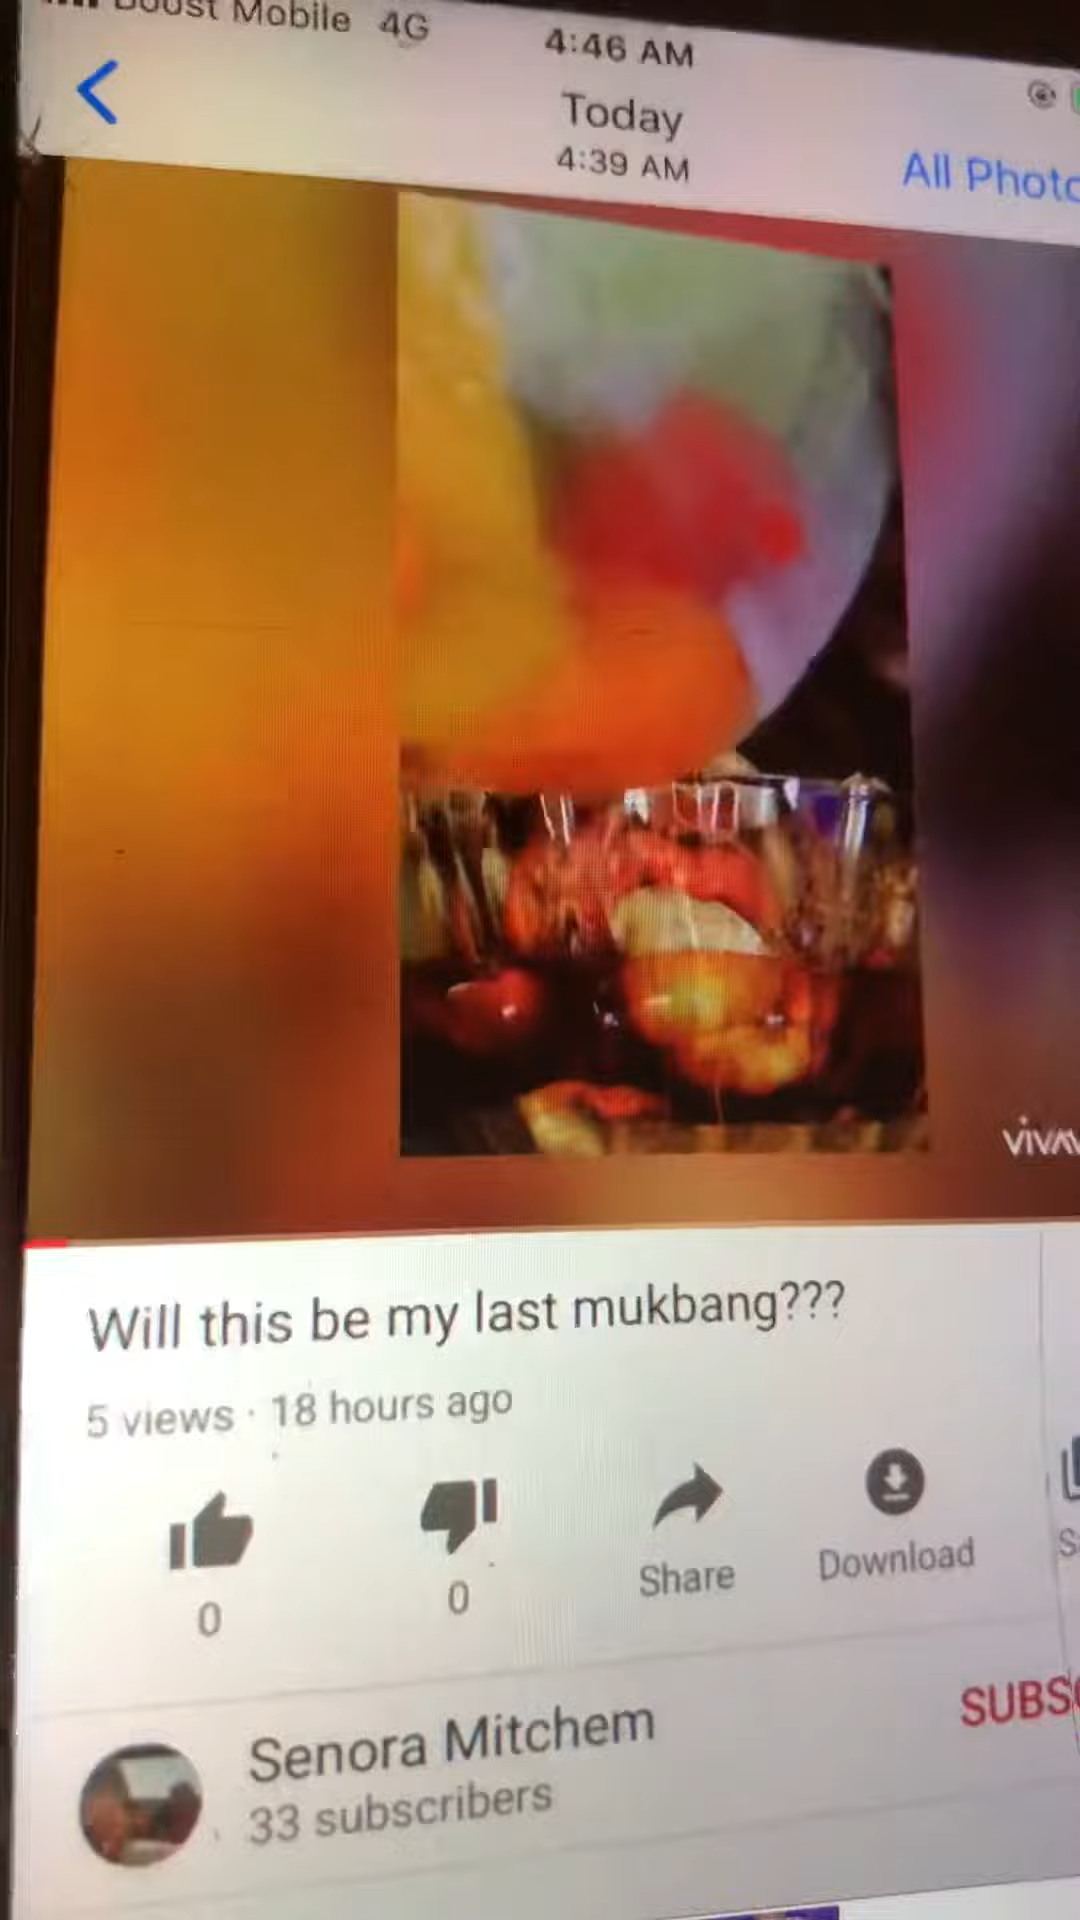 Boost Mobile 4G 4:46 AM
Today
4:39 AM
All Photo
Will this be my last mukbang???
5 views · 18 hours ago
0 0 Share Download
Senora Mitchem
33 subscribers
SUBS